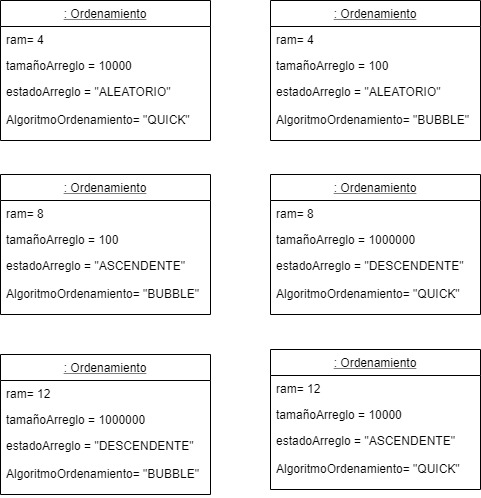 : Ordenamiento
ram= 4
tamañoArreglo = 10000
estadoArreglo = "ALEATORIO"
AlgoritmoOrdenamiento= "QUICK"
: Ordenamiento
ram= 4
tamañoArreglo = 100
estadoArreglo = "ALEATORIO"
AlgoritmoOrdenamiento= "BUBBLE"
: Ordenamiento
ram= 8
tamañoArreglo = 100
estadoArreglo = "ASCENDENTE"
AlgoritmoOrdenamiento= "BUBBLE"
: Ordenamiento
ram= 8
tamañoArreglo = 1000000
estadoArreglo = "DESCENDENTE"
AlgoritmoOrdenamiento= "QUICK"
: Ordenamiento
ram= 12
tamañoArreglo = 1000000
estadoArreglo = "DESCENDENTE"
AlgoritmoOrdenamiento= "BUBBLE"
: Ordenamiento
ram= 12
tamañoArreglo = 10000
estadoArreglo = "ASCENDENTE"
AlgoritmoOrdenamiento= "QUICK"